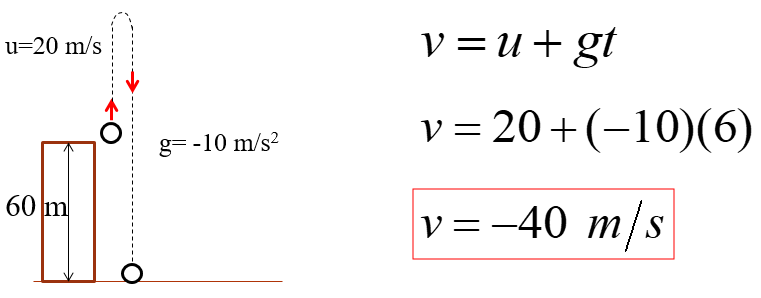 u=20 m/s
g= -10 m/s²
60 m
v = u + gt
v = 20 + (−10)(6)
v = −40 m/s